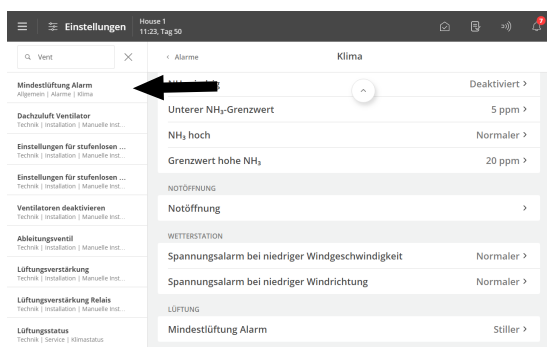 Einstellungen
House 1
11:23, Tag 50
7
Vent
Alarme
Klima
Mindestlüftung Alarm
Allgemein | Alarme | Klima
Dachzuluft Ventilator
Technik | Installation | Manuelle Inst...
Einstellungen für stufenlosen ...
Technik | Installation | Manuelle Inst...
Einstellungen für stufenlosen ...
Technik | Installation | Manuelle Inst...
Ventilatoren deaktivieren
Technik | Installation | Manuelle Inst...
Ableitungsventil
Technik | Installation | Manuelle Inst...
Lüftungsverstärkung
Technik | Installation | Manuelle Inst...
Lüftungsverstärkung Relais
Technik | Installation | Manuelle Inst...
Lüftungsstatus
Technik | Service | Klimastatus
Deaktiviert
Unterer NH₃-Grenzwert 5 ppm
NH₃ hoch Normaler
Grenzwert hohe NH₃ 20 ppm
NOTÖFFNUNG
Notöffnung
WETTERSTATION
Spannungsalarm bei niedriger Windgeschwindigkeit Normaler
Spannungsalarm bei niedriger Windrichtung Normaler
LÜFTUNG
Mindestlüftung Alarm Stiller